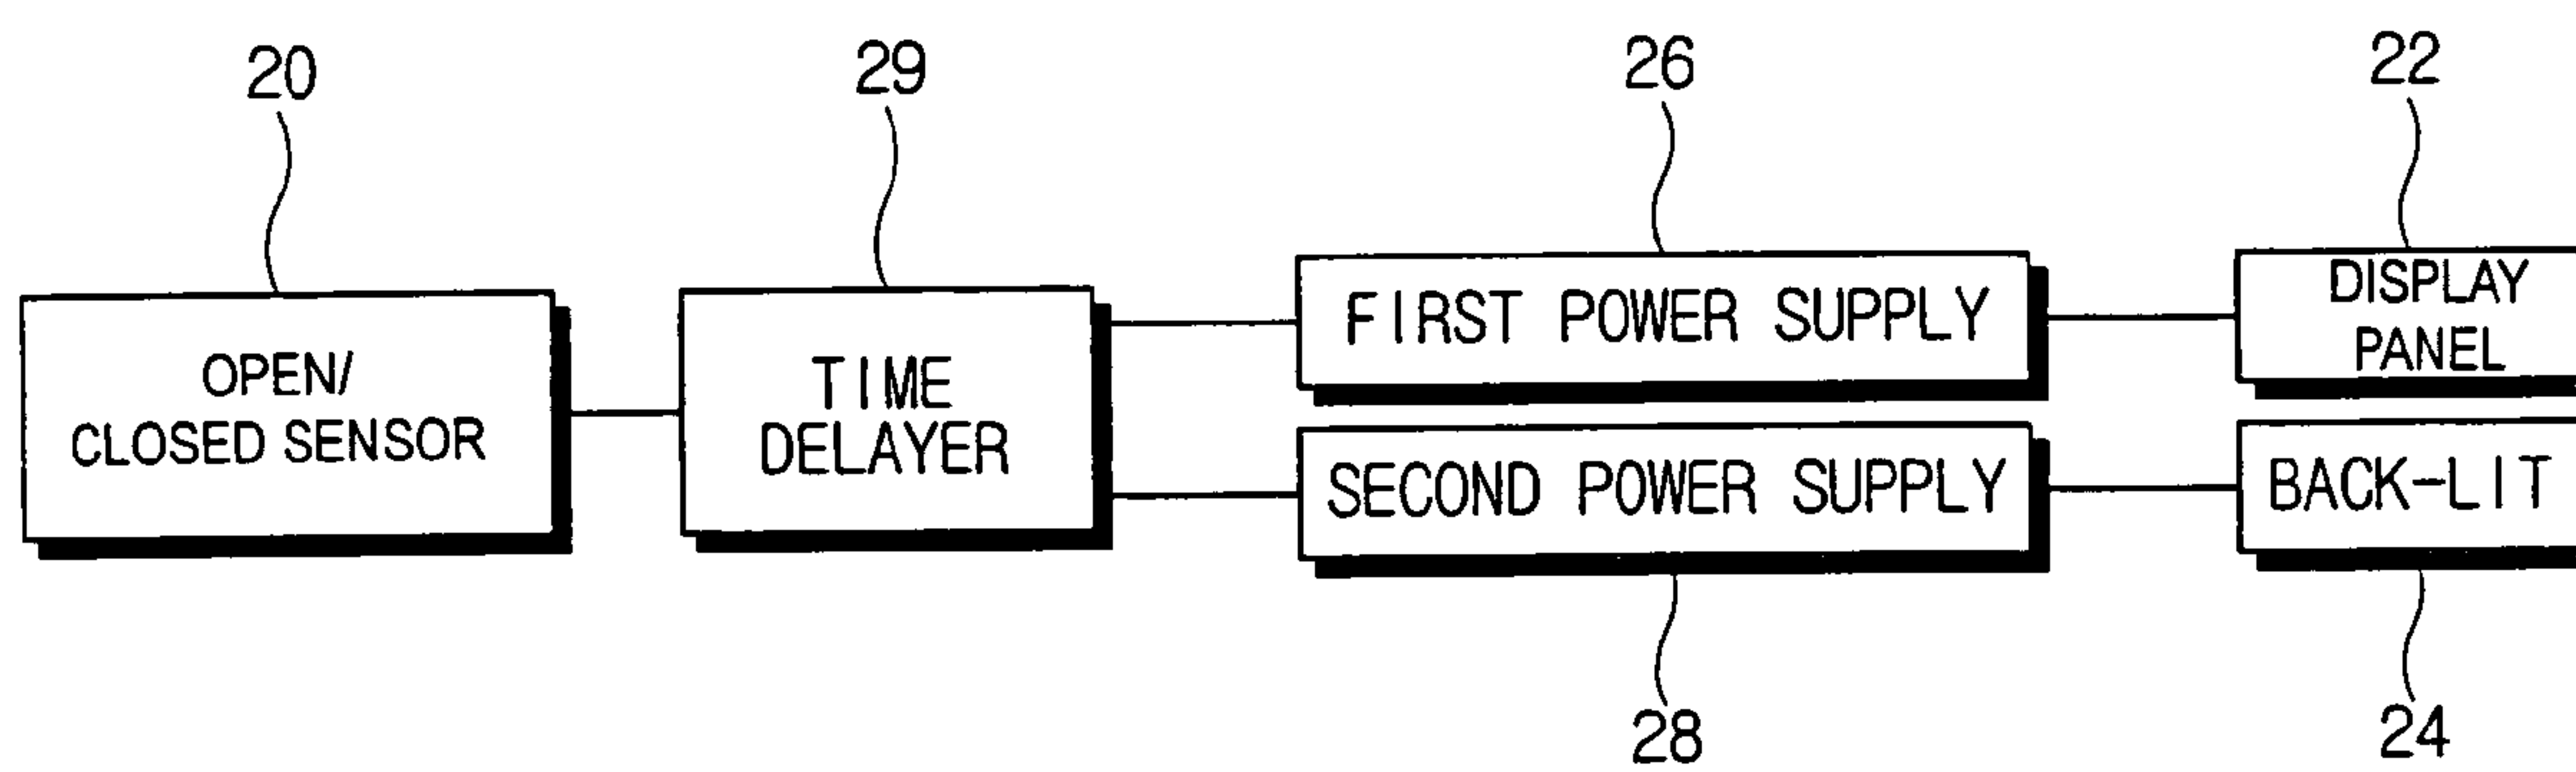 20
29
26
22
OPEN/
CLOSED SENSOR
TIME
DELAYER
FIRST POWER SUPPLY
DISPLAY
PANEL
SECOND POWER SUPPLY
BACK-LIT
28
24